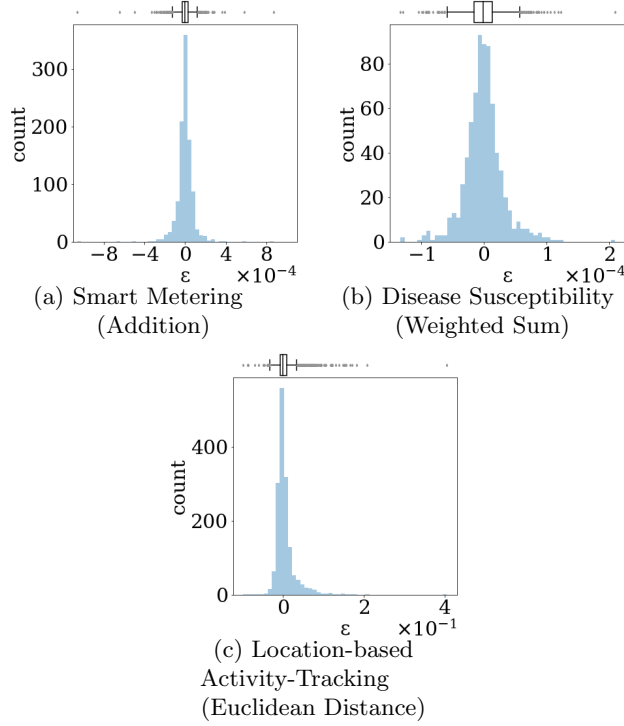 300
200
100
0
count
−8
−4
0
4
8
ε
×10−4
(a) Smart Metering
(Addition)
80
60
40
20
0
count
−1
0
1
2
ε
×10−4
(b) Disease Susceptibility
(Weighted Sum)
400
200
0
count
0
2
4
ε
×10−1
(c) Location-based
Activity-Tracking
(Euclidean Distance)